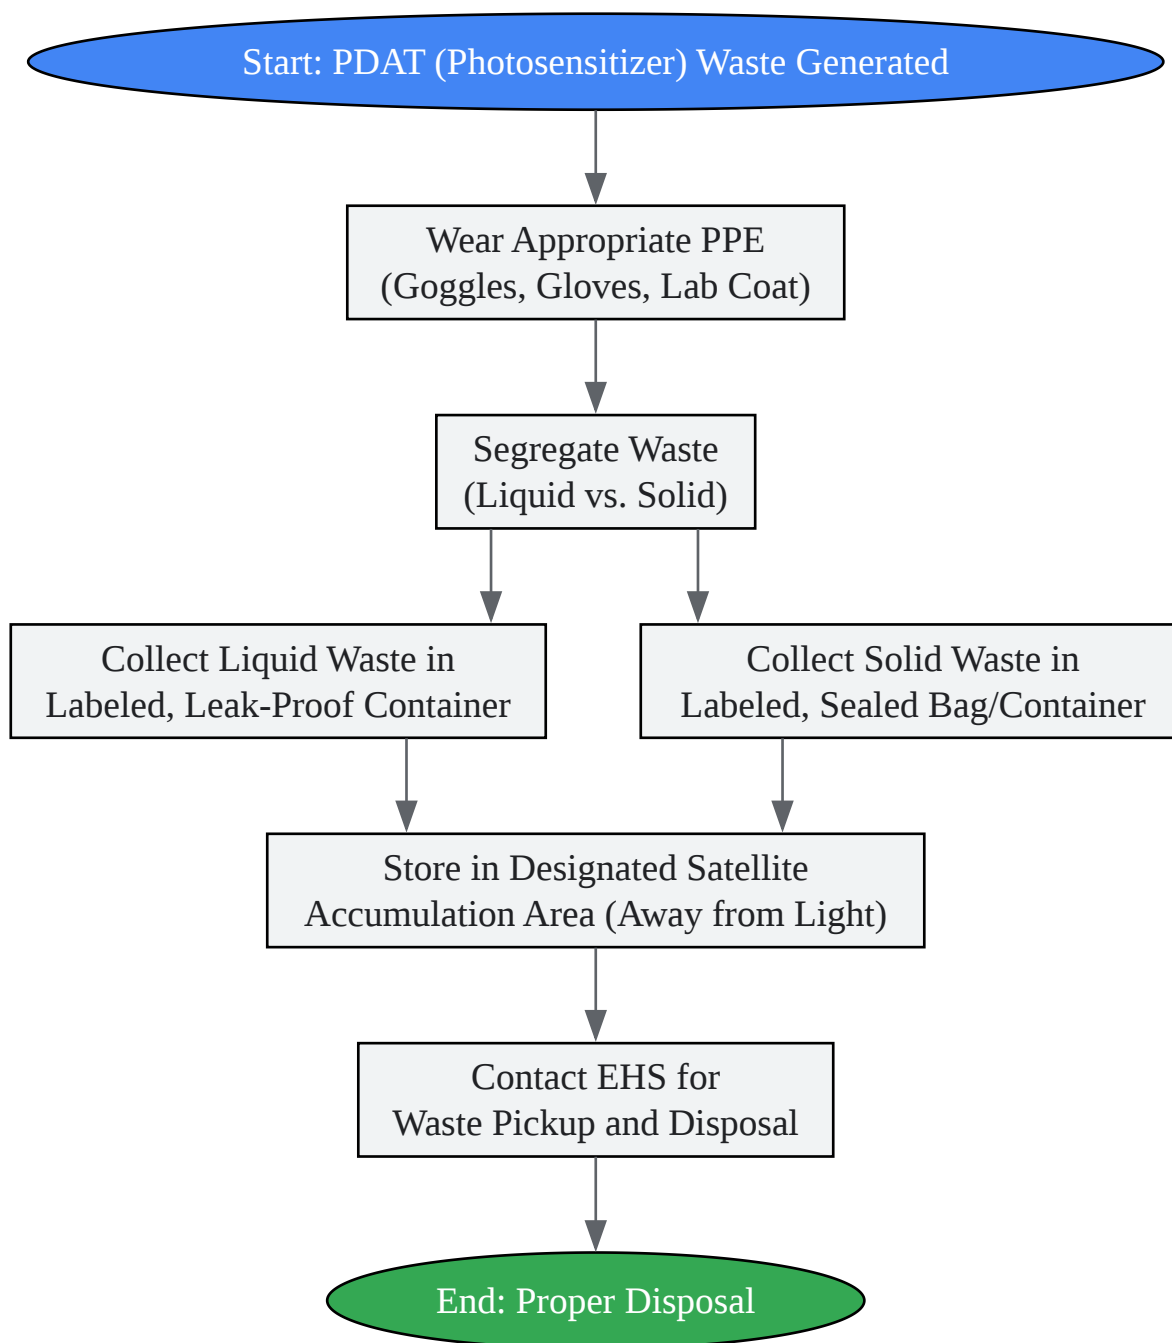 Start: PDAT (Photosensitizer) Waste Generated
Wear Appropriate PPE
(Goggles, Gloves, Lab Coat)
Segregate Waste
(Liquid vs. Solid)
Collect Liquid Waste in
Labeled, Leak-Proof Container
Collect Solid Waste in
Labeled, Sealed Bag/Container
Store in Designated Satellite
Accumulation Area (Away from Light)
Contact EHS for
Waste Pickup and Disposal
End: Proper Disposal